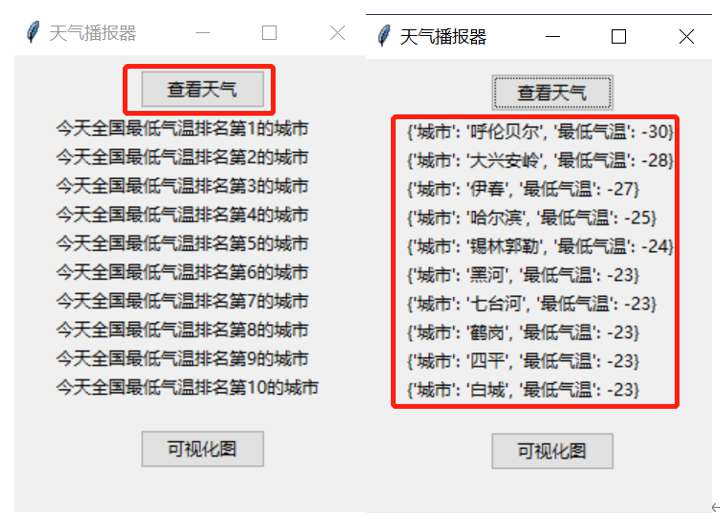 天气播报器
查看天气
今天全国最低气温排名第1的城市
今天全国最低气温排名第2的城市
今天全国最低气温排名第3的城市
今天全国最低气温排名第4的城市
今天全国最低气温排名第5的城市
今天全国最低气温排名第6的城市
今天全国最低气温排名第7的城市
今天全国最低气温排名第8的城市
今天全国最低气温排名第9的城市
今天全国最低气温排名第10的城市
可视化图
天气播报器
查看天气
{'城市': '呼伦贝尔', '最低气温': -30}
{'城市': '大兴安岭', '最低气温': -28}
{'城市': '伊春', '最低气温': -27}
{'城市': '哈尔滨', '最低气温': -25}
{'城市': '锡林郭勒', '最低气温': -24}
{'城市': '黑河', '最低气温': -23}
{'城市': '七台河', '最低气温': -23}
{'城市': '鹤岗', '最低气温': -23}
{'城市': '四平', '最低气温': -23}
{'城市': '白城', '最低气温': -23}
可视化图